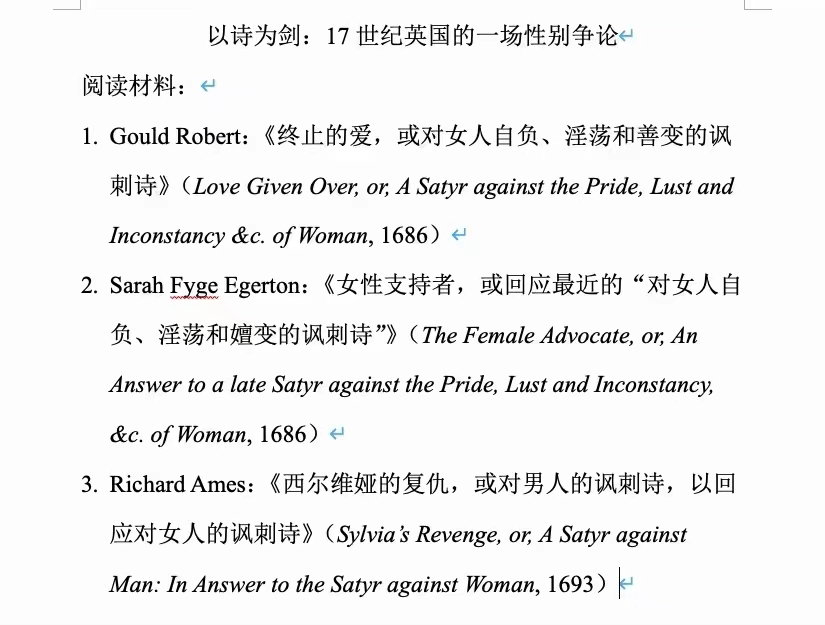 以诗为剑：17 世纪英国的一场性别争论
阅读材料：
1. Gould Robert：《终止的爱，或对女人自负、淫荡和善变的讽
刺诗》（Love Given Over, or, A Satyr against the Pride, Lust and
Inconstancy &c. of Woman, 1686）
2. Sarah Fyge Egerton：《女性支持者，或回应最近的“对女人自
负、淫荡和嬗变的讽刺诗”》（The Female Advocate, or, An
Answer to a late Satyr against the Pride, Lust and Inconstancy,
&c. of Woman, 1686）
3. Richard Ames：《西尔维娅的复仇，或对男人的讽刺诗，以回
应对女人的讽刺诗》（Sylvia’s Revenge, or, A Satyr against
Man: In Answer to the Satyr against Woman, 1693）